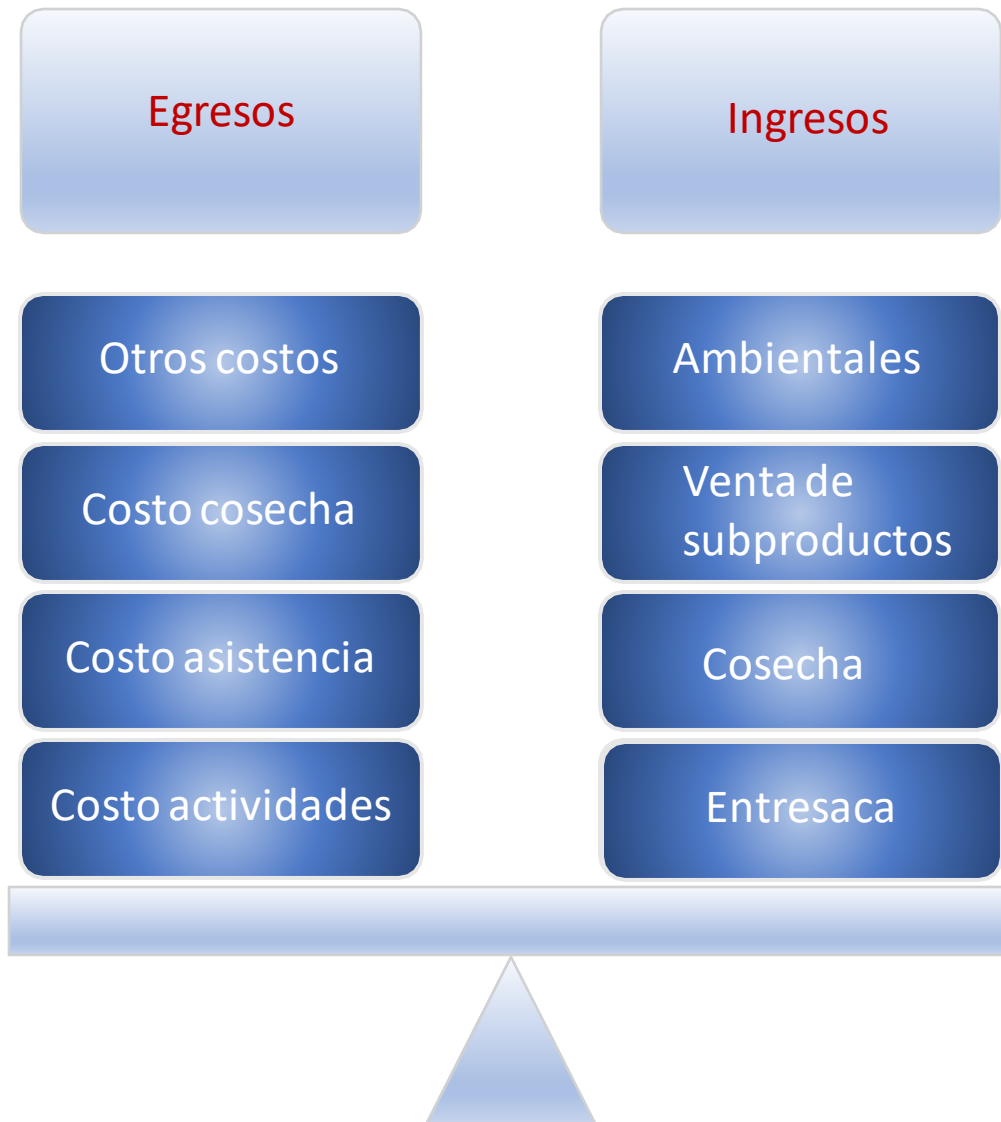 Egresos
Ingresos
Otros costos
Ambientales
Costo cosecha
Venta de
subproductos
Costo asistencia
Cosecha
Costo actividades
Entresaca